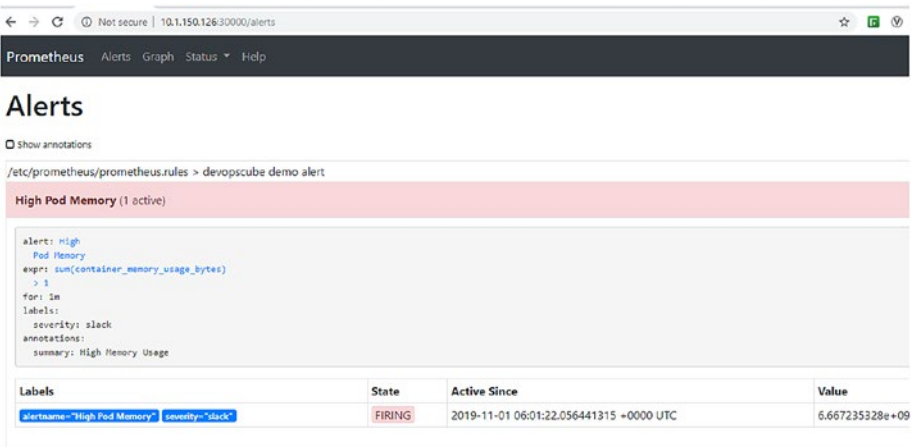 Not secure | 10.1.150.126:30000/alerts
Prometheus Alerts Graph Status Help
Alerts
Show annotations
/etc/prometheus/prometheus.rules > devopscube demo alert
High Pod Memory (1 active)
alert: High
Pod Memory
expr: sum(container_memory_usage_bytes)
> 1
for: 1m
labels:
severity: slack
annotations:
summary: High Memory Usage
Labels State Active Since Value
alertname="High Pod Memory" severity="slack" FIRING 2019-11-01 06:01:22.056441315 +0000 UTC 6.667235328e+09